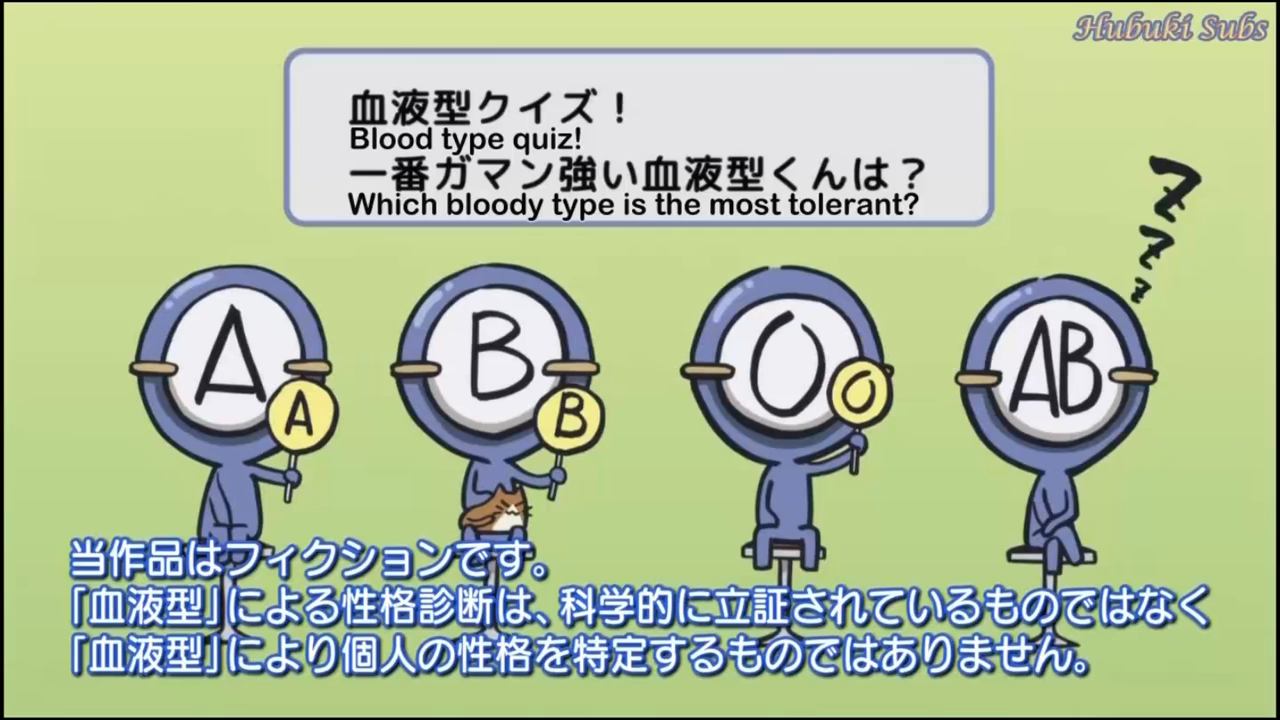 Hubuki Subs
血液型クイズ！
Blood type quiz!
一番ガマン強い血液型くんは？
Which bloody type is the most tolerant?
Z
Z
Z
A
B
O
AB
A
B
O
当作品はフィクションです。
「血液型」による性格診断は、科学的に立証されているものではなく
「血液型」により個人の性格を特定するものではありません。